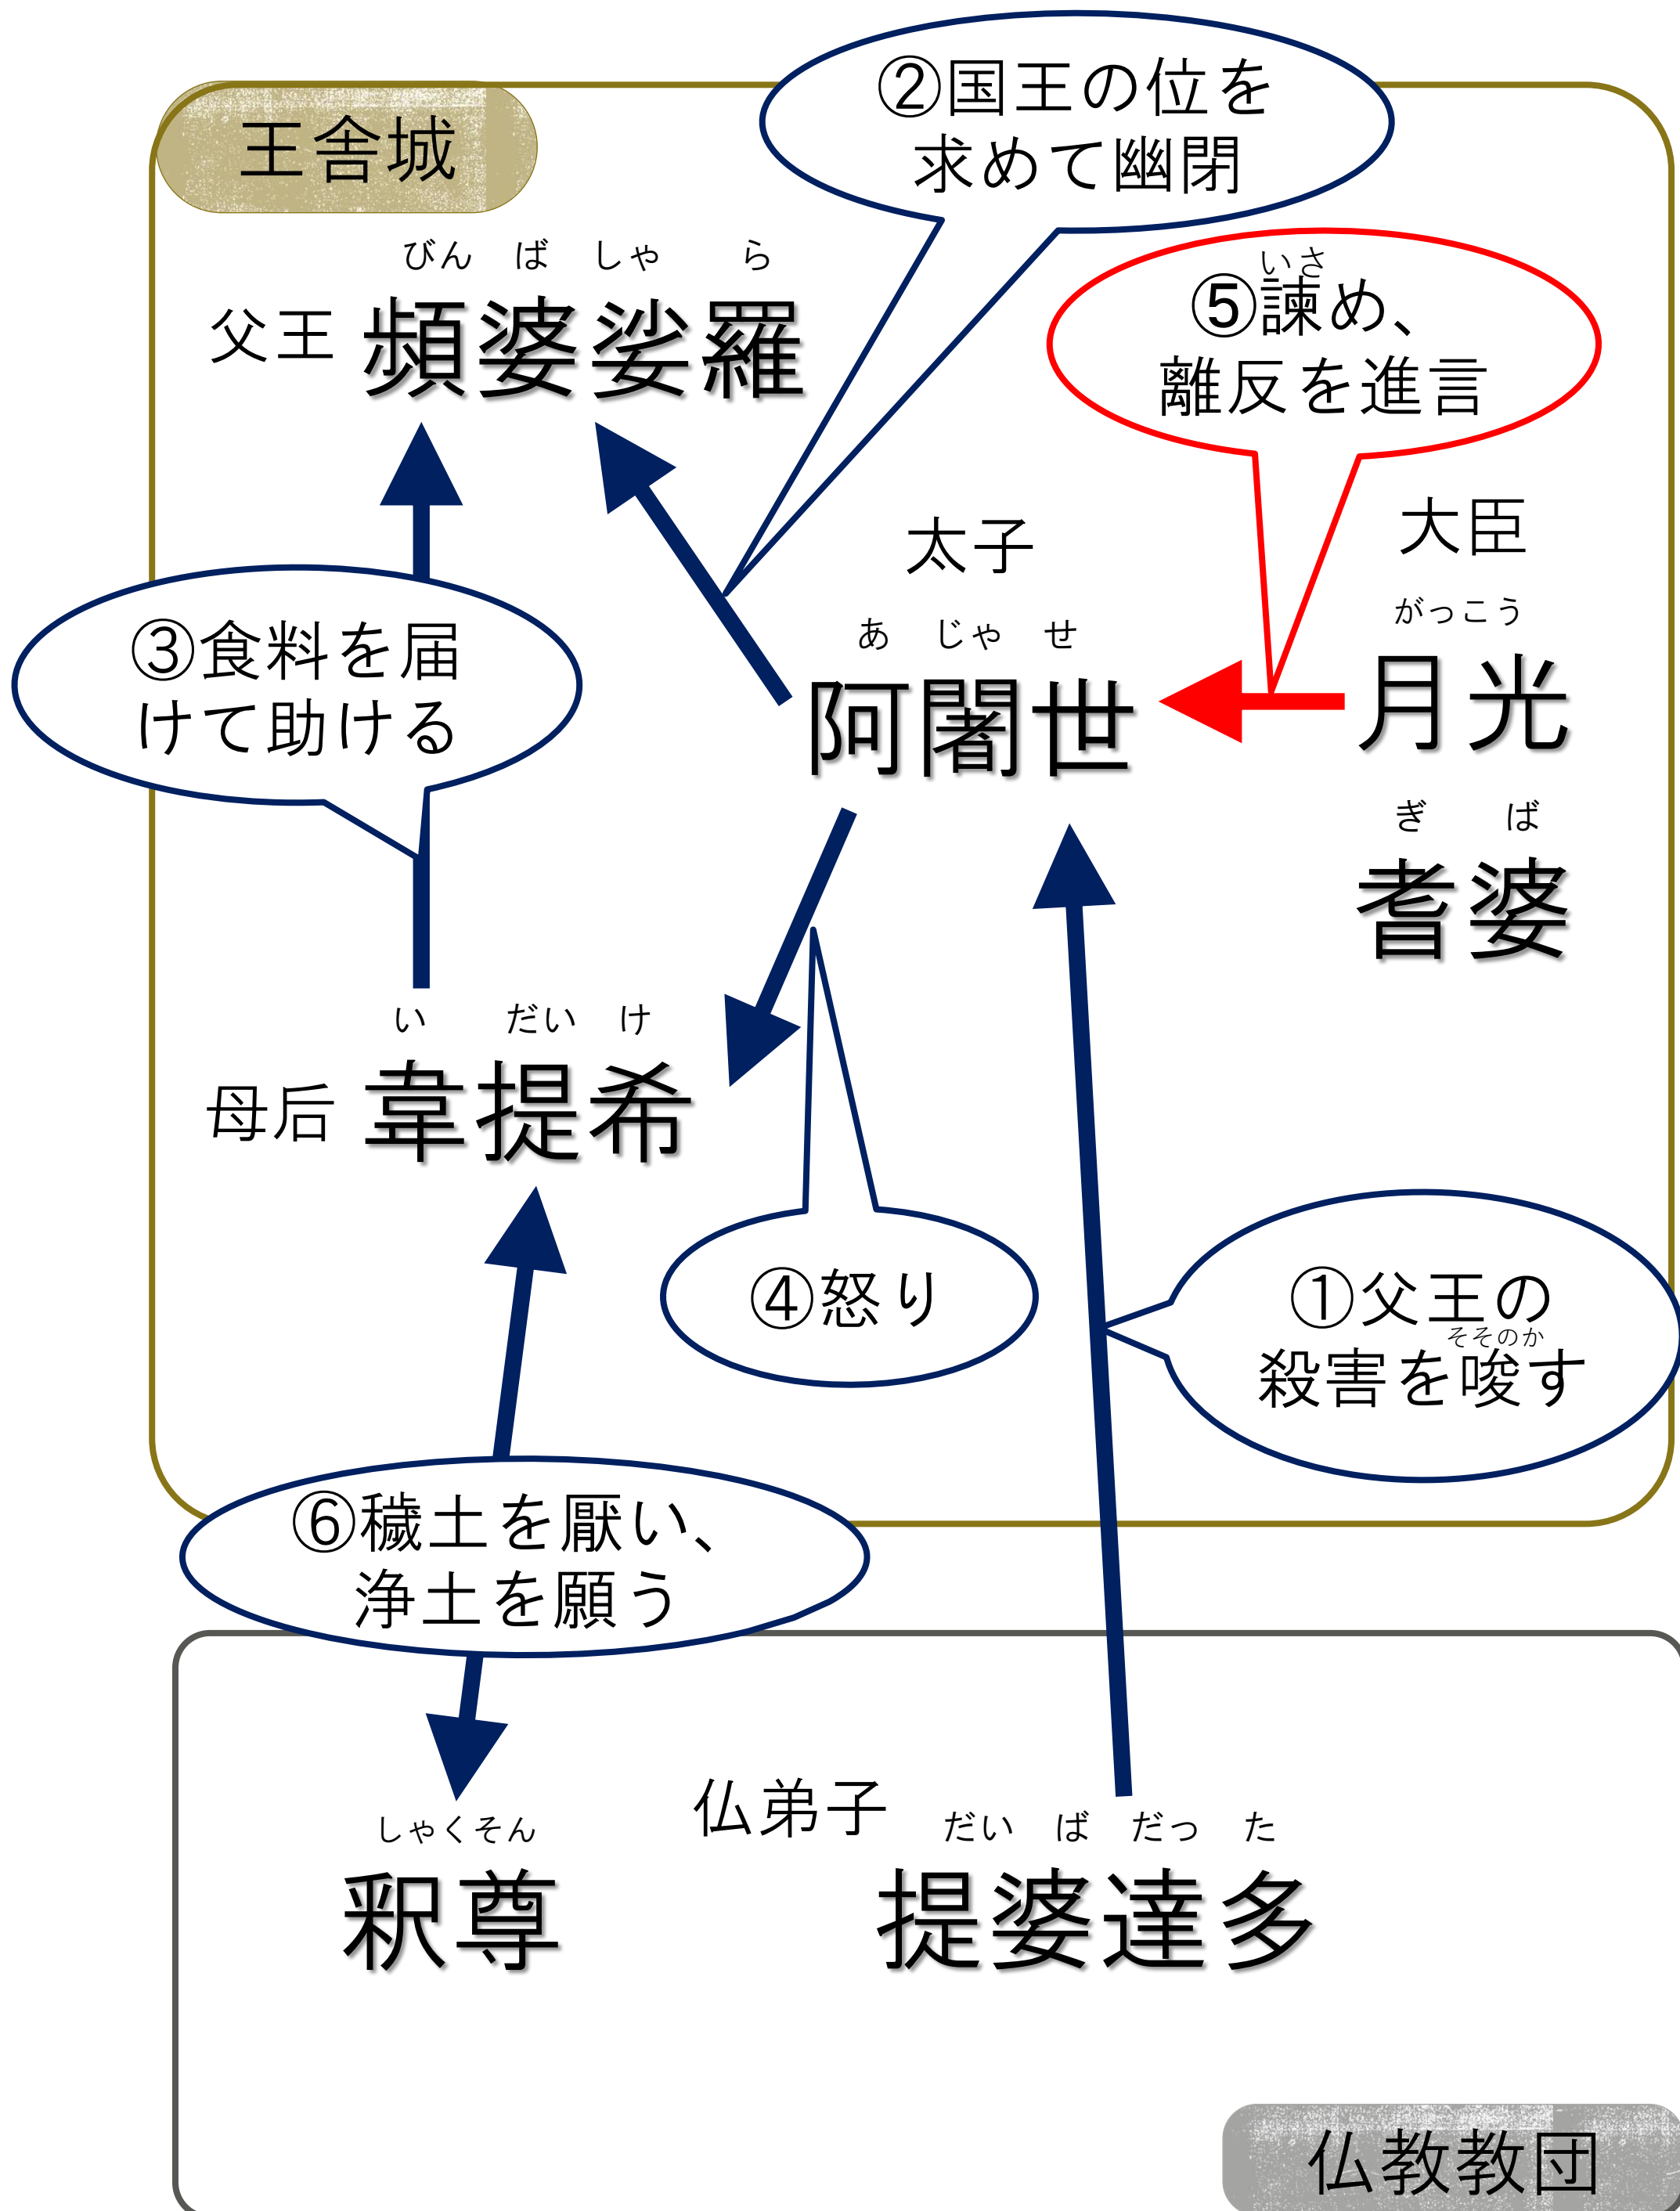 ②国王の位を
求めて幽閉
王舎城
びん ば しゃ ら
父王 頻婆娑羅
いさ
⑤諫め、
離反を進言
太子
あ じゃ せ
阿闍世
大臣
がっこう
月光
ぎ ば
耆婆
③食料を届
けて助ける
い だい け
母后 韋提希
④怒り
①父王の
そそのか
殺害を唆す
⑥穢土を厭い、
浄土を願う
しゃくそん
釈尊
仏弟子
だい ば だっ た
提婆達多
仏教教団